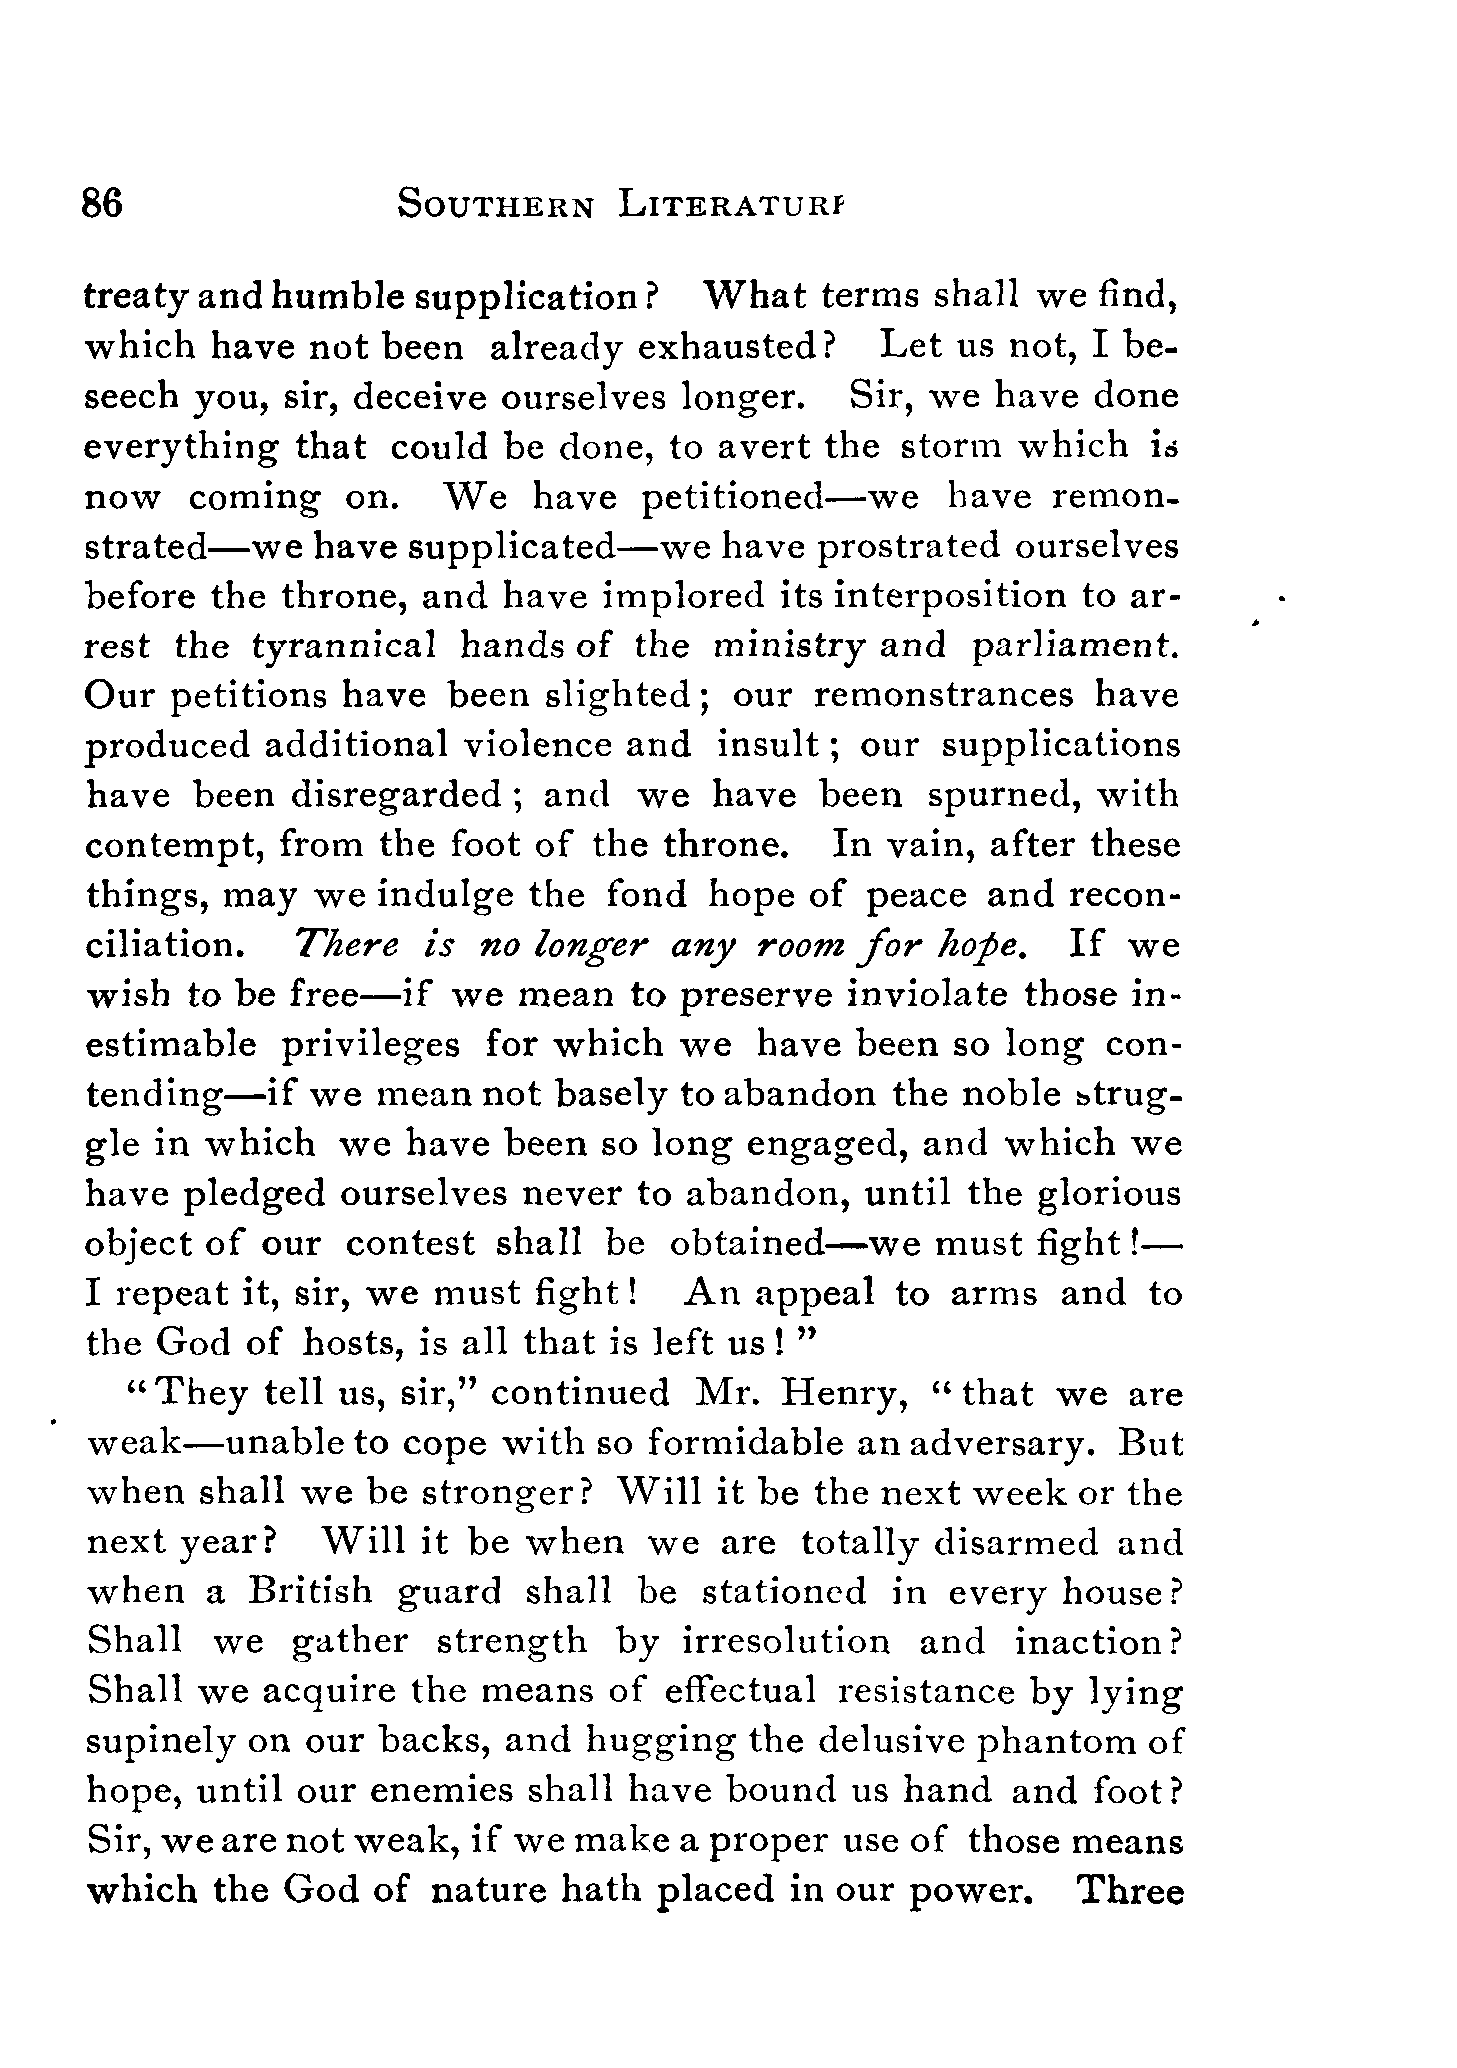 86 SOUTHERN LITERATURE
treaty and humble supplication? What terms shall we find,
which have not been already exhausted? Let us not, I be-
seech you, sir, deceive ourselves longer. Sir, we have done
everything that could be done, to avert the storm which is
now coming on. We have petitioned—we have remon-
strated—we have supplicated—we have prostrated ourselves
before the throne, and have implored its interposition to ar-
rest the tyrannical hands of the ministry and parliament.
Our petitions have been slighted; our remonstrances have
produced additional violence and insult; our supplications
have been disregarded; and we have been spurned, with
contempt, from the foot of the throne. In vain, after these
things, may we indulge the fond hope of peace and recon-
ciliation. There is no longer any room for hope. If we
wish to be free—if we mean to preserve inviolate those in-
estimable privileges for which we have been so long con-
tending—if we mean not basely to abandon the noble strug-
gle in which we have been so long engaged, and which we
have pledged ourselves never to abandon, until the glorious
object of our contest shall be obtained—we must fight!—
I repeat it, sir, we must fight! An appeal to arms and to
the God of hosts, is all that is left us!”
“They tell us, sir,” continued Mr. Henry, “that we are
weak—unable to cope with so formidable an adversary. But
when shall we be stronger? Will it be the next week or the
next year? Will it be when we are totally disarmed and
when a British guard shall be stationed in every house?
Shall we gather strength by irresolution and inaction?
Shall we acquire the means of effectual resistance by lying
supinely on our backs, and hugging the delusive phantom of
hope, until our enemies shall have bound us hand and foot?
Sir, we are not weak, if we make a proper use of those means
which the God of nature hath placed in our power. Three